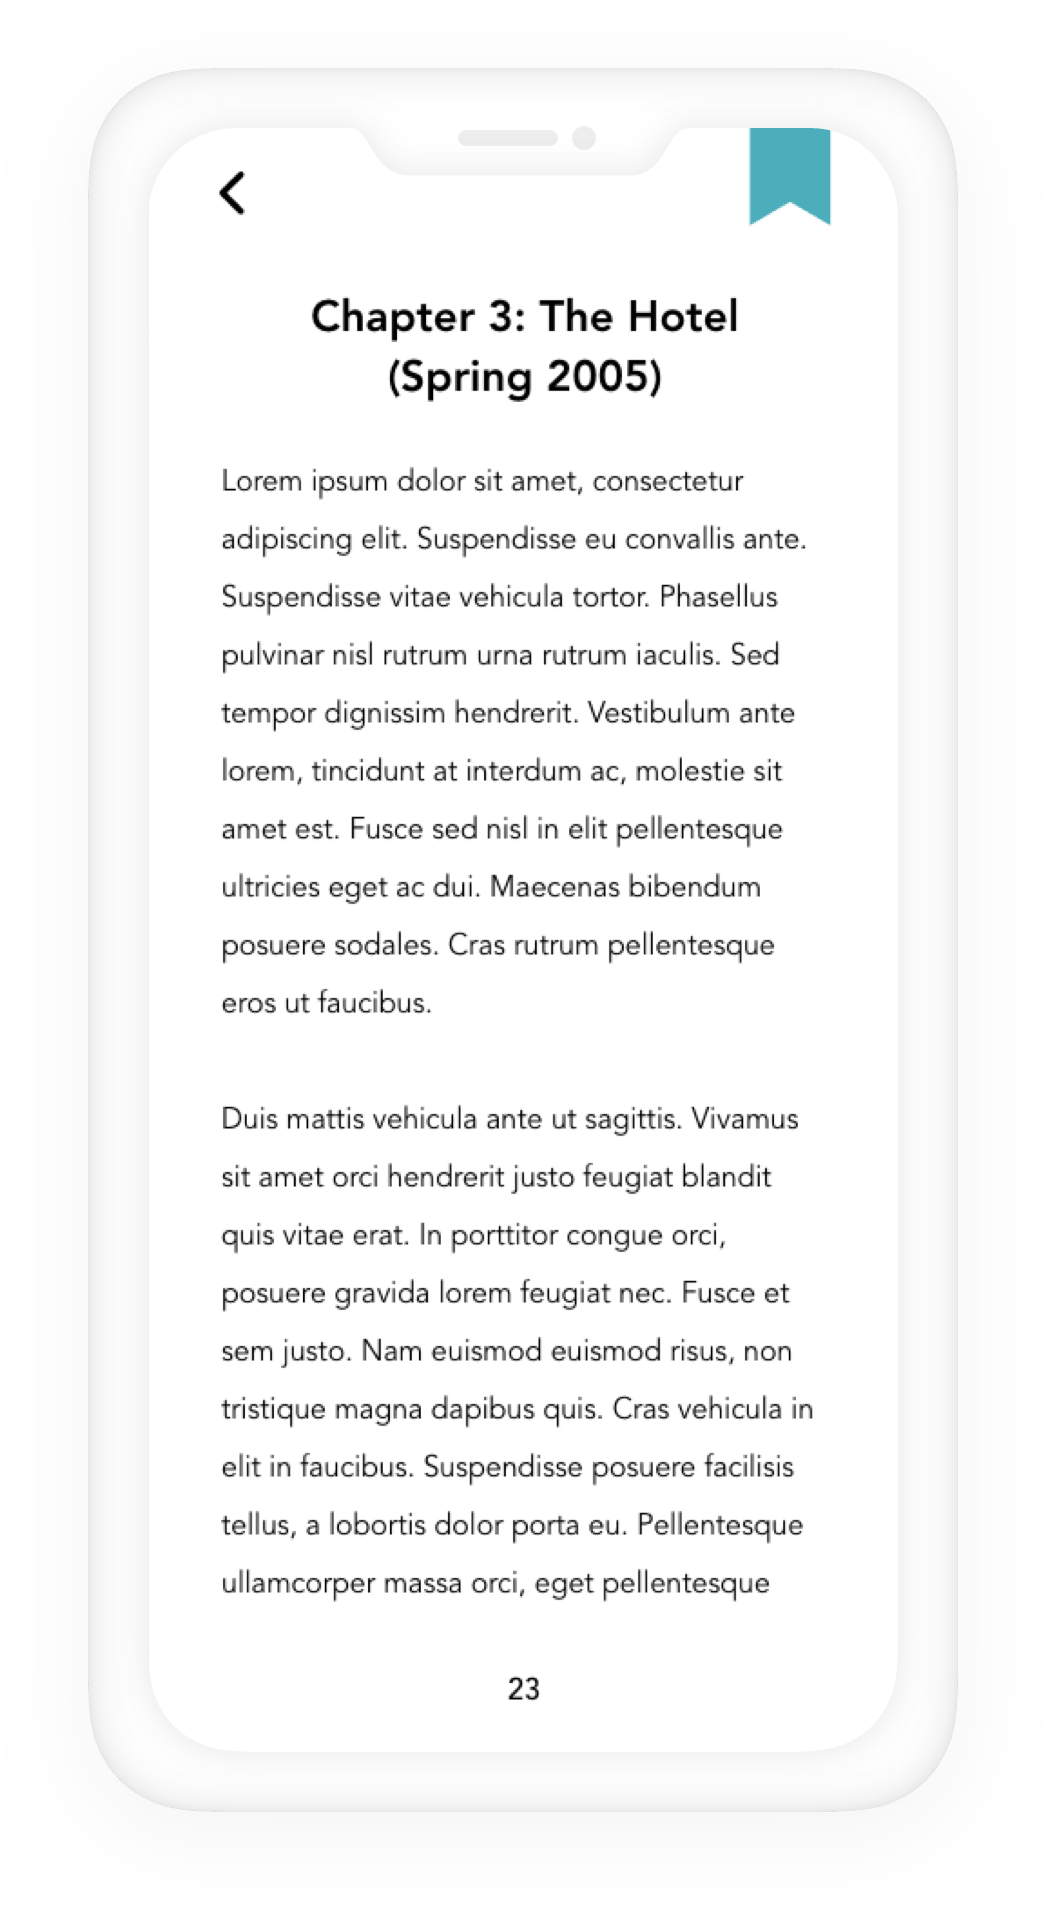 Chapter 3: The Hotel
(Spring 2005)
Lorem ipsum dolor sit amet, consectetur
adipiscing elit. Suspendisse eu convallis ante.
Suspendisse vitae vehicula tortor. Phasellus
pulvinar nisl rutrum urna rutrum iaculis. Sed
tempor dignissim hendrerit. Vestibulum ante
lorem, tincidunt at interdum ac, molestie sit
amet est. Fusce sed nisl in elit pellentesque
ultricies eget ac dui. Maecenas bibendum
posuere sodales. Cras rutrum pellentesque
eros ut faucibus.
Duis mattis vehicula ante ut sagittis. Vivamus
sit amet orci hendrerit justo feugiat blandit
quis vitae erat. In porttitor congue orci,
posuere gravida lorem feugiat nec. Fusce et
sem justo. Nam euismod euismod risus, non
tristique magna dapibus quis. Cras vehicula in
elit in faucibus. Suspendisse posuere facilisis
tellus, a lobortis dolor porta eu. Pellentesque
ullamcorper massa orci, eget pellentesque
23